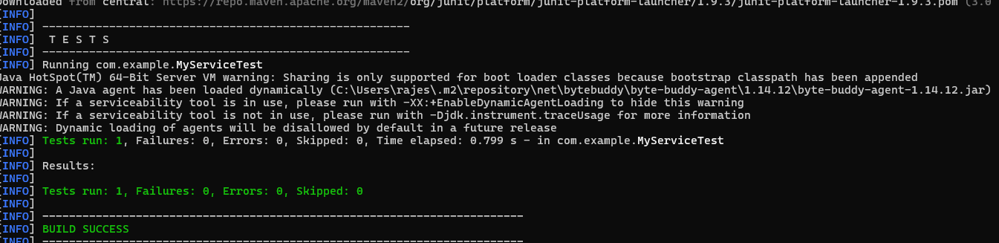 Downloaded from central: https://repo.maven.apache.org/maven2/org/junit/platform/junit-platform-launcher/1.9.3/junit-platform-launcher-1.9.3.pom (3.0
[INFO]
[INFO] -------------------------------------------------------
[INFO]  T E S T S
[INFO] -------------------------------------------------------
[INFO] Running com.example.MyServiceTest
Java HotSpot(TM) 64-Bit Server VM warning: Sharing is only supported for boot loader classes because bootstrap classpath has been appended
WARNING: A Java agent has been loaded dynamically (C:\Users\rajes\.m2\repository\net\bytebuddy\byte-buddy-agent\1.14.12\byte-buddy-agent-1.14.12.jar)
WARNING: If a serviceability tool is in use, please run with -XX:+EnableDynamicAgentLoading to hide this warning
WARNING: If a serviceability tool is not in use, please run with -Djdk.instrument.traceUsage for more information
WARNING: Dynamic loading of agents will be disallowed by default in a future release
[INFO] Tests run: 1, Failures: 0, Errors: 0, Skipped: 0, Time elapsed: 0.799 s - in com.example.MyServiceTest
[INFO]
[INFO] Results:
[INFO]
[INFO] Tests run: 1, Failures: 0, Errors: 0, Skipped: 0
[INFO]
[INFO] ------------------------------------------------------------------------
[INFO] BUILD SUCCESS
[INFO] ------------------------------------------------------------------------